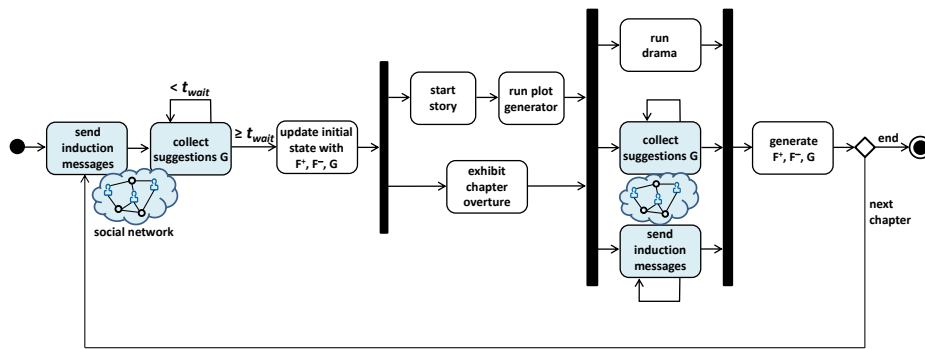 send
induction
messages
social network
< t_wait
collect
suggestions G
≥ t_wait
update initial
state with
F⁺, F⁻, G
start
story
run plot
generator
exhibit
chapter
overture
run
drama
collect
suggestions G
send
induction
messages
generate
F⁺, F⁻, G
end
next
chapter